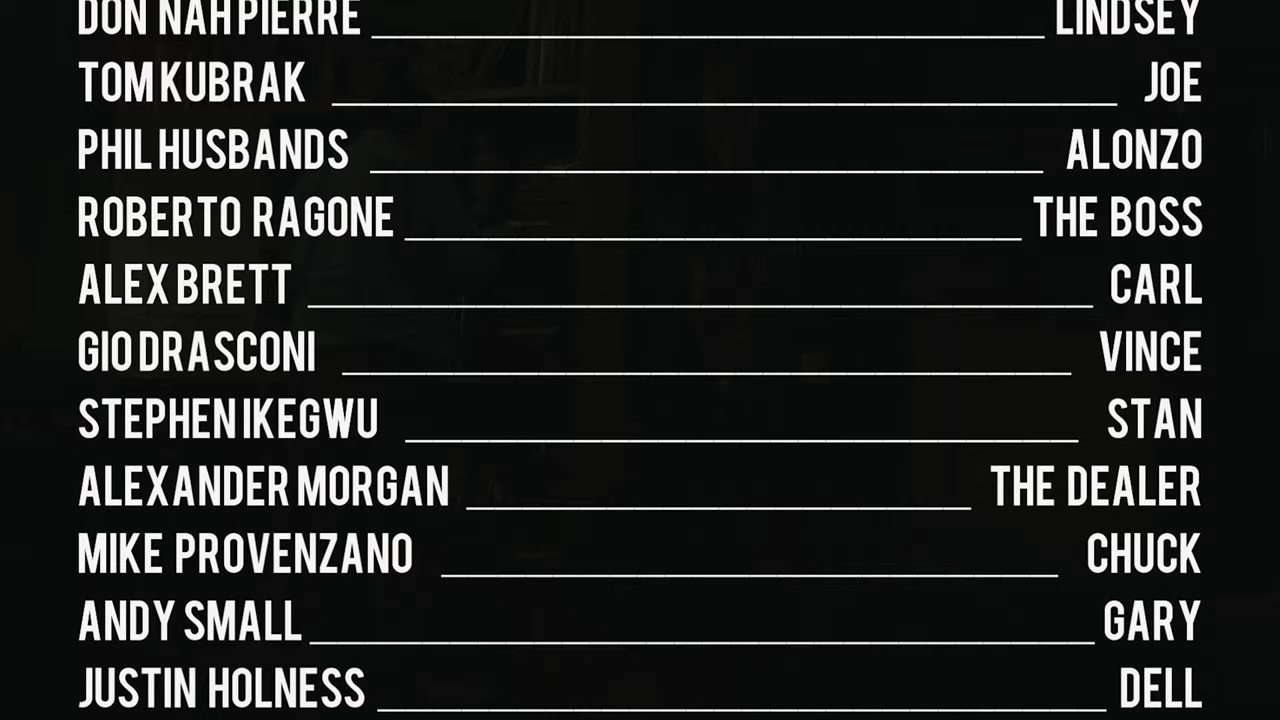 DON NAHPIERRE LINDSEY
TOM KUBRAK JOE
PHIL HUSBANDS ALONZO
ROBERTO RAGONE THE BOSS
ALEX BRETT CARL
GIO DRASCONI VINCE
STEPHEN IKEGWU STAN
ALEXANDER MORGAN THE DEALER
MIKE PROVENZANO CHUCK
ANDY SMALL GARY
JUSTIN HOLNESS DELL